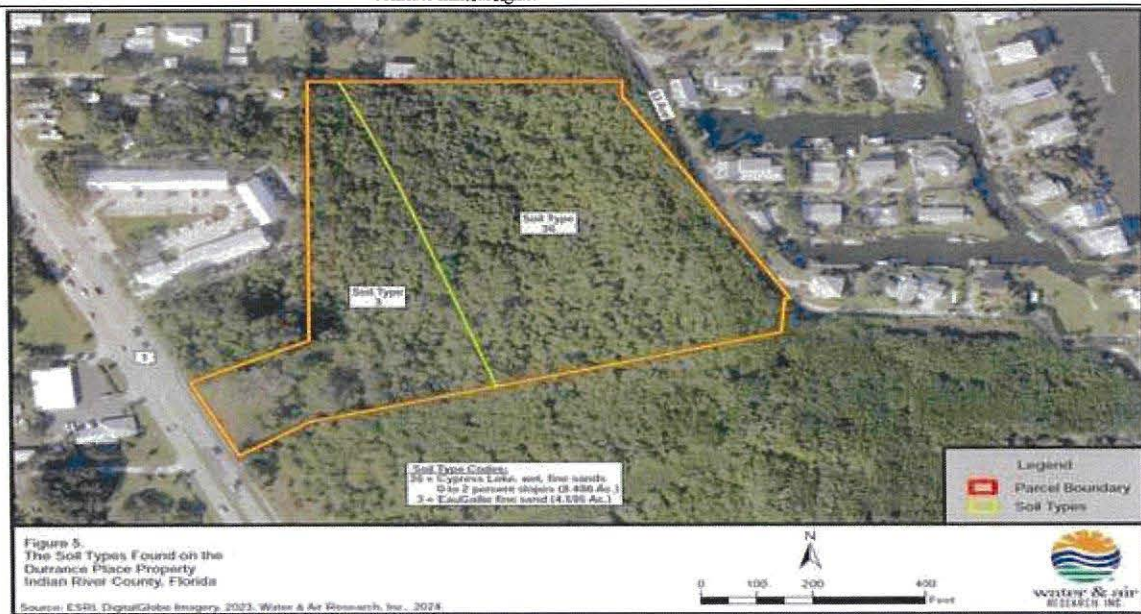 Soil Type
36
Soil Type
3
Soil Type Codes:
36 = Cypress Lake, wet, fine sands
0 to 2 percent slopes (8.486 Ac.)
3 = EauGallie fine sand (4.696 Ac.)
Legend
Parcel Boundary
Soil Types
Figure 5.
The Soil Types Found on the
Durrance Place Property
Indian River County, Florida
Source: ESRI, DigitalGlobe Imagery, 2023. Water & Air Research, Inc., 2024
N
0 100 200 400
Feet
water & air
RESEARCH INC